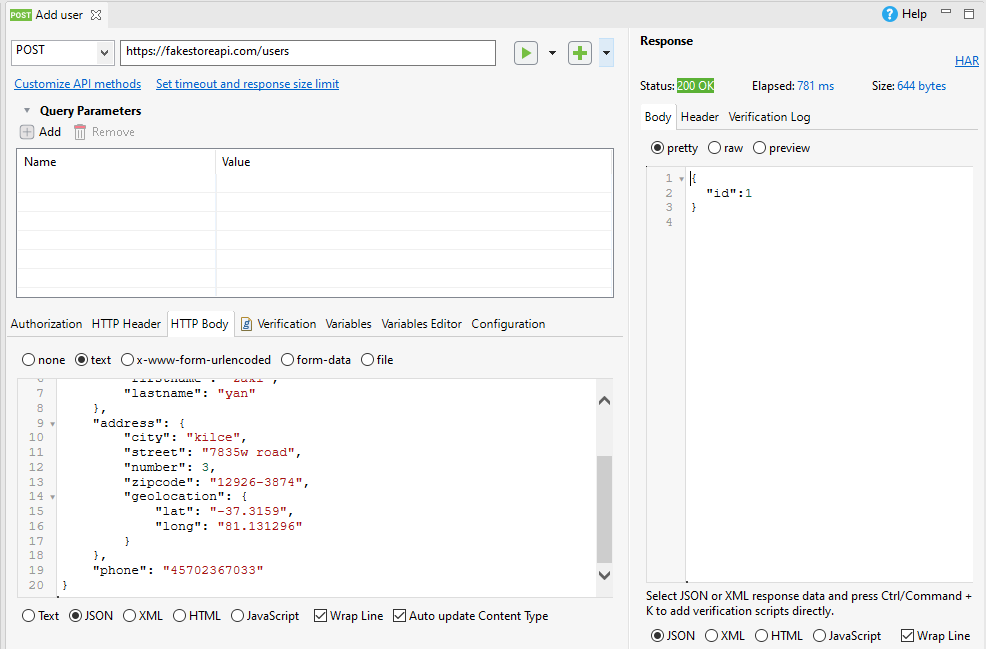 POST Add user
Help
POST https://fakestoreapi.com/users
Customize API methods Set timeout and response size limit
Query Parameters
Add Remove
Name Value
Authorization HTTP Header HTTP Body Verification Variables Variables Editor Configuration
none text x-www-form-urlencoded form-data file
7 "lastname": "yan"
8 },
9 "address": {
10 "city": "kilce",
11 "street": "7835w road",
12 "number": 3,
13 "zipcode": "12926-3874",
14 "geolocation": {
15 "lat": "-37.3159",
16 "long": "81.131296"
17 }
18 },
19 "phone": "45702367033"
20 }
Text JSON XML HTML JavaScript Wrap Line Auto update Content Type
Response
HAR
Status: 200 OK Elapsed: 781 ms Size: 644 bytes
Body Header Verification Log
pretty raw preview
1 {
2 "id":1
3 }
4
Select JSON or XML response data and press Ctrl/Command +
K to add verification scripts directly.
JSON XML HTML JavaScript Wrap Line